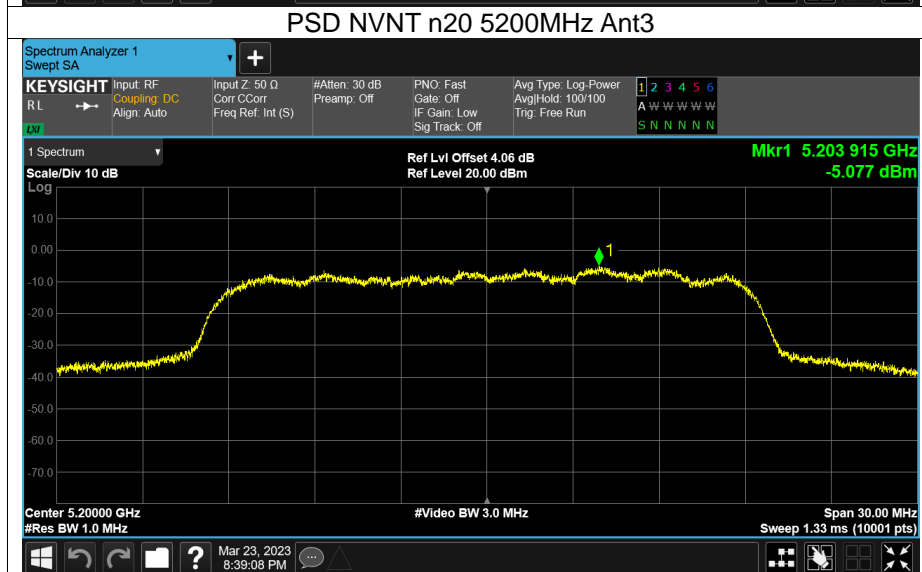 PSD NVNT n20 5200MHz Ant3
Spectrum Analyzer 1
Swept SA
+
KEYSIGHT
RL
LXI
Input: RF
Coupling: DC
Align: Auto
Input Z: 50 Ω
Corr CCorr
Freq Ref: Int (S)
#Atten: 30 dB
Preamp: Off
PNO: Fast
Gate: Off
IF Gain: Low
Sig Track: Off
Avg Type: Log-Power
Avg|Hold: 100/100
Trig: Free Run
1 2 3 4 5 6
A W W W W W
S N N N N N
1 Spectrum
Scale/Div 10 dB
Log
Ref Lvl Offset 4.06 dB
Ref Level 20.00 dBm
Mkr1 5.203 915 GHz
-5.077 dBm
10.0
0.00
1
-10.0
-20.0
-30.0
-40.0
-50.0
-60.0
-70.0
Center 5.20000 GHz
#Res BW 1.0 MHz
#Video BW 3.0 MHz
Span 30.00 MHz
Sweep 1.33 ms (10001 pts)
?
Mar 23, 2023
8:39:08 PM